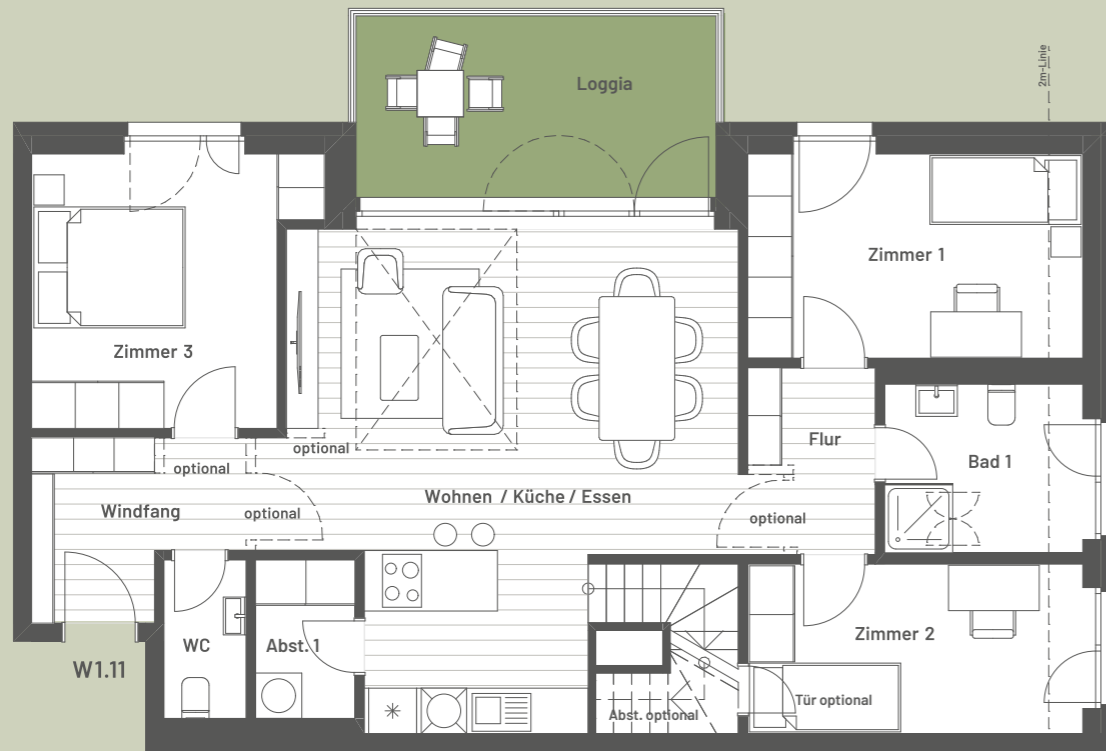 2m-Linie
Loggia
Zimmer 1
Zimmer 3
Flur
optional
Bad 1
optional
Wohnen / Küche / Essen
Windfang
optional
optional
Zimmer 2
WC
Abst. 1
W1.11
Tür optional
Abst. optional